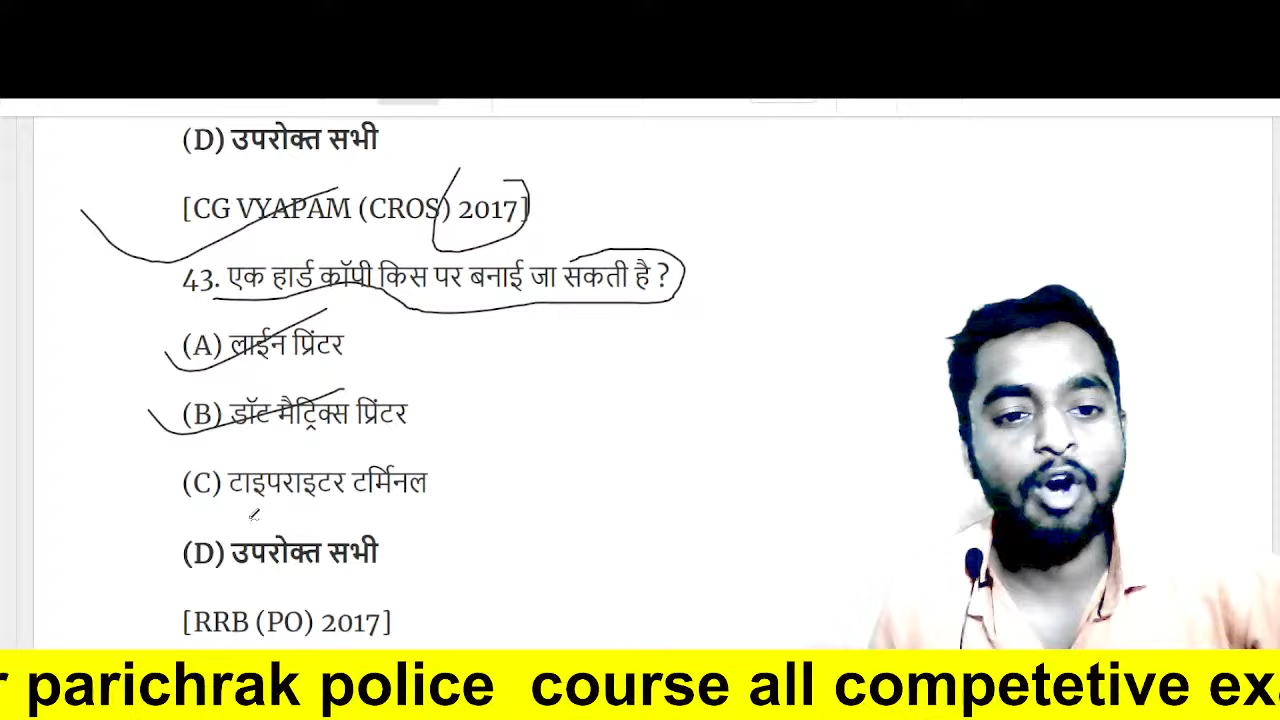 (D) उपरोक्त सभी
[CG VYAPAM (CROS) 2017]
43. एक हार्ड कॉपी किस पर बनाई जा सकती है ?
(A) लाईन प्रिंटर
(B) डॉट मैट्रिक्स प्रिंटर
(C) टाइपराइटर टर्मिनल
(D) उपरोक्त सभी
[RRB (PO) 2017]
r parichrak police course all competetive ex